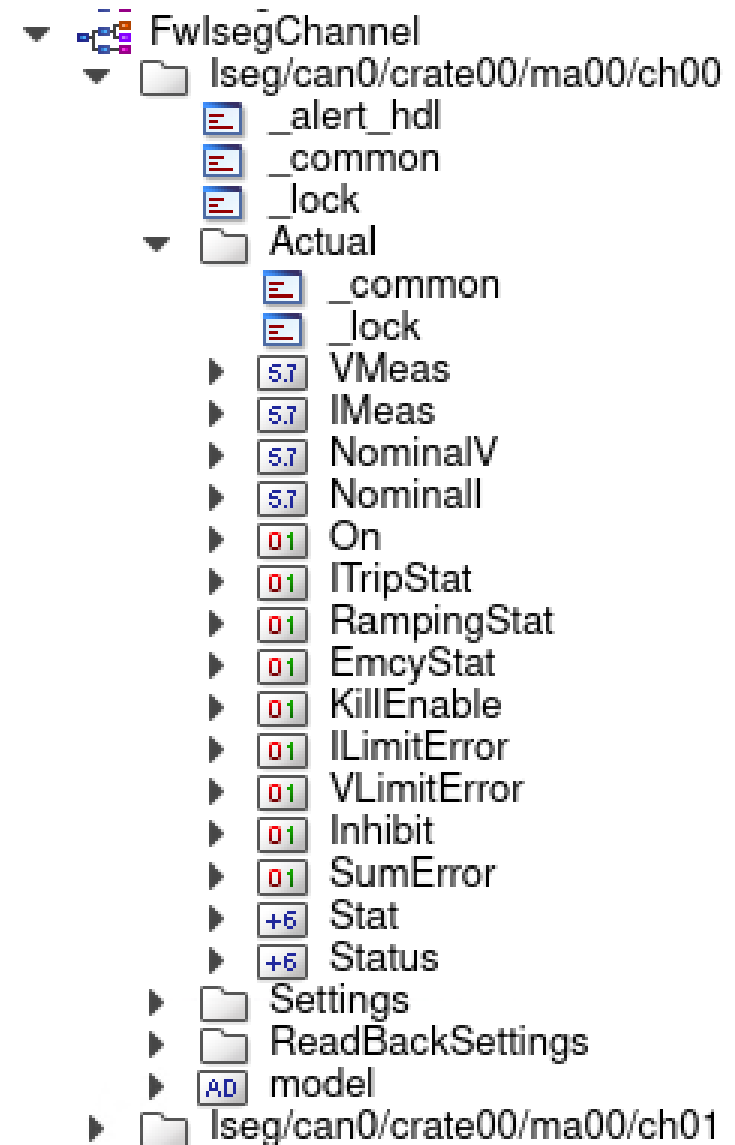 FwIsegChannel
Iseg/can0/crate00/ma00/ch00
_alert_hdl
_common
_lock
Actual
_common
_lock
5.7 VMeas
5.7 IMeas
5.7 NominalV
5.7 NominalI
01 On
01 ITripStat
01 RampingStat
01 EmcyStat
01 KillEnable
01 ILimitError
01 VLimitError
01 Inhibit
01 SumError
+6 Stat
+6 Status
Settings
ReadBackSettings
AD model
Iseg/can0/crate00/ma00/ch01